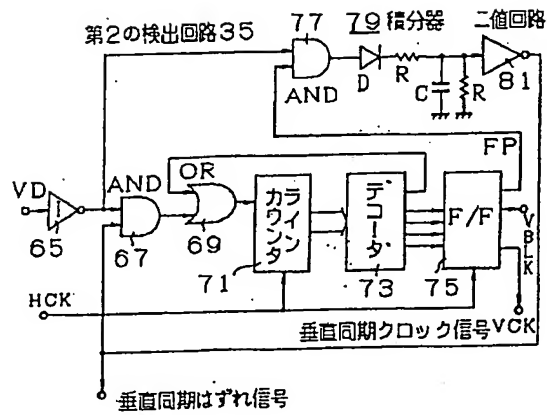 第2の検出回路35
77
79 積分器
二値回路
AND
D
R
C
R
81
FP
VD
65
AND
67
OR
69
ライン
カウンタ
71
デコーダ
73
F/F
75
VBLK
HCK
垂直同期クロック信号VCK
垂直同期はずれ信号